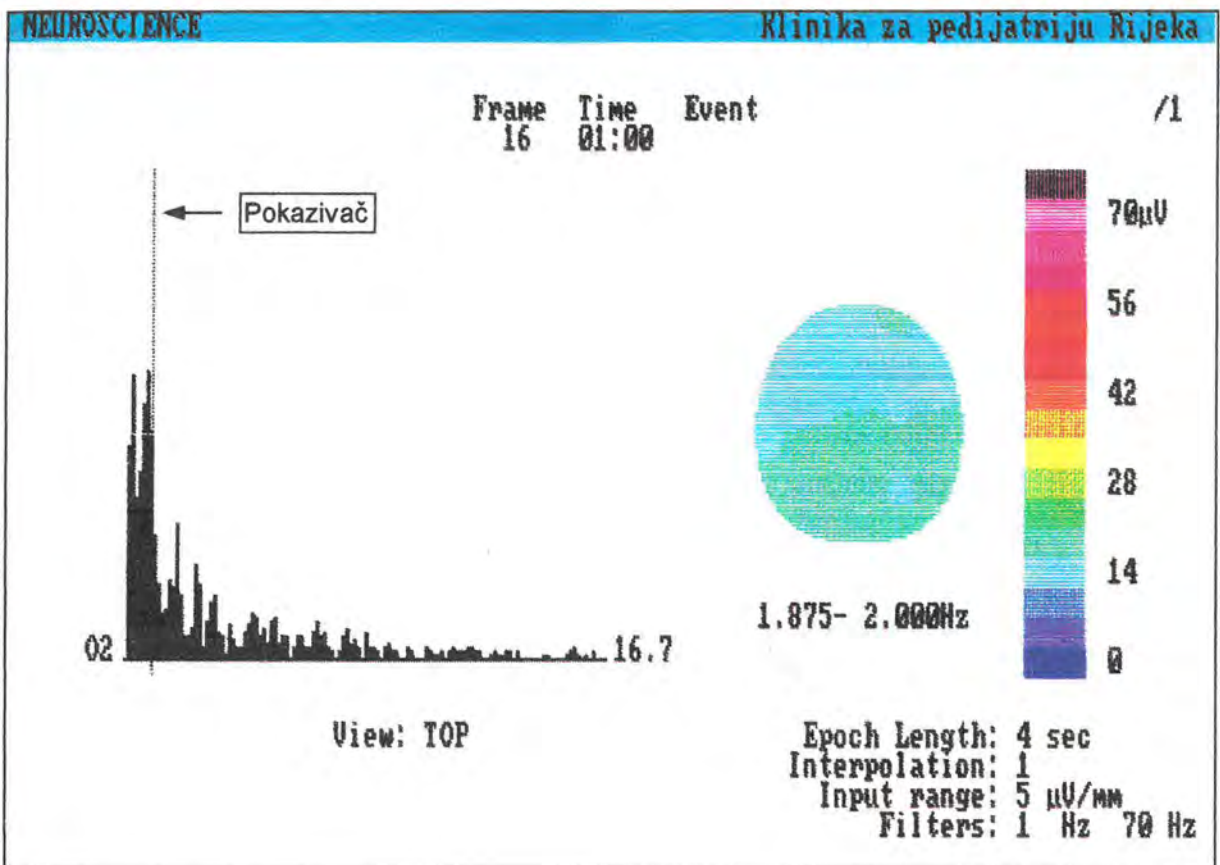 NEUROSCIENCE Klinika za pedijatriju Rijeka
Frame Time Event /1
16 01:00
Pokazivač
70µV
56
42
28
14
0
1.875- 2.000Hz
O2 16.7
View: TOP
Epoch Length: 4 sec
Interpolation: 1
Input range: 5 µV/mm
Filters: 1 Hz 70 Hz